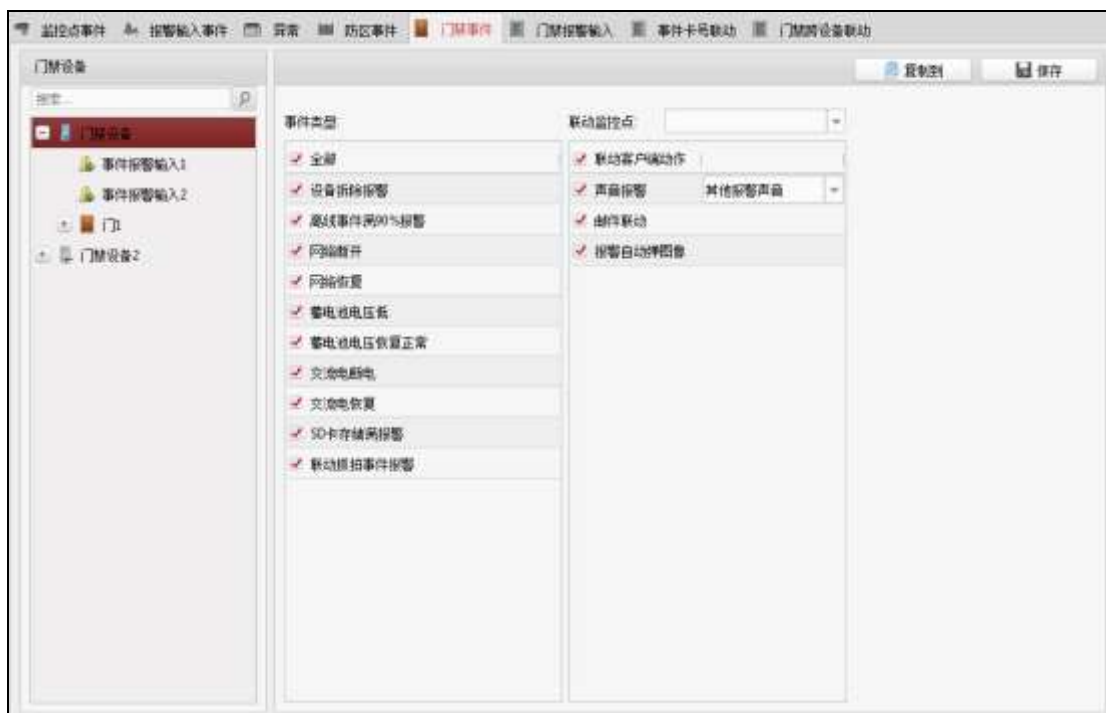 监控点事件 报警输入事件 异常 防区事件 门禁事件 门禁报警输入 事件卡号联动 门禁跨设备联动
门禁设备
复制到 保存
搜索...
事件类型: 联动监控点:
门禁设备
事件报警输入1
事件报警输入2
门1
门禁设备2
全部
设备拆除报警
离线事件满90%报警
网络断开
网络恢复
蓄电池电压低
蓄电池电压恢复正常
交流电断电
交流电恢复
SD卡存储满报警
联动抓拍事件报警
联动客户端动作
声音报警 其他报警声音
邮件联动
报警自动弹图像